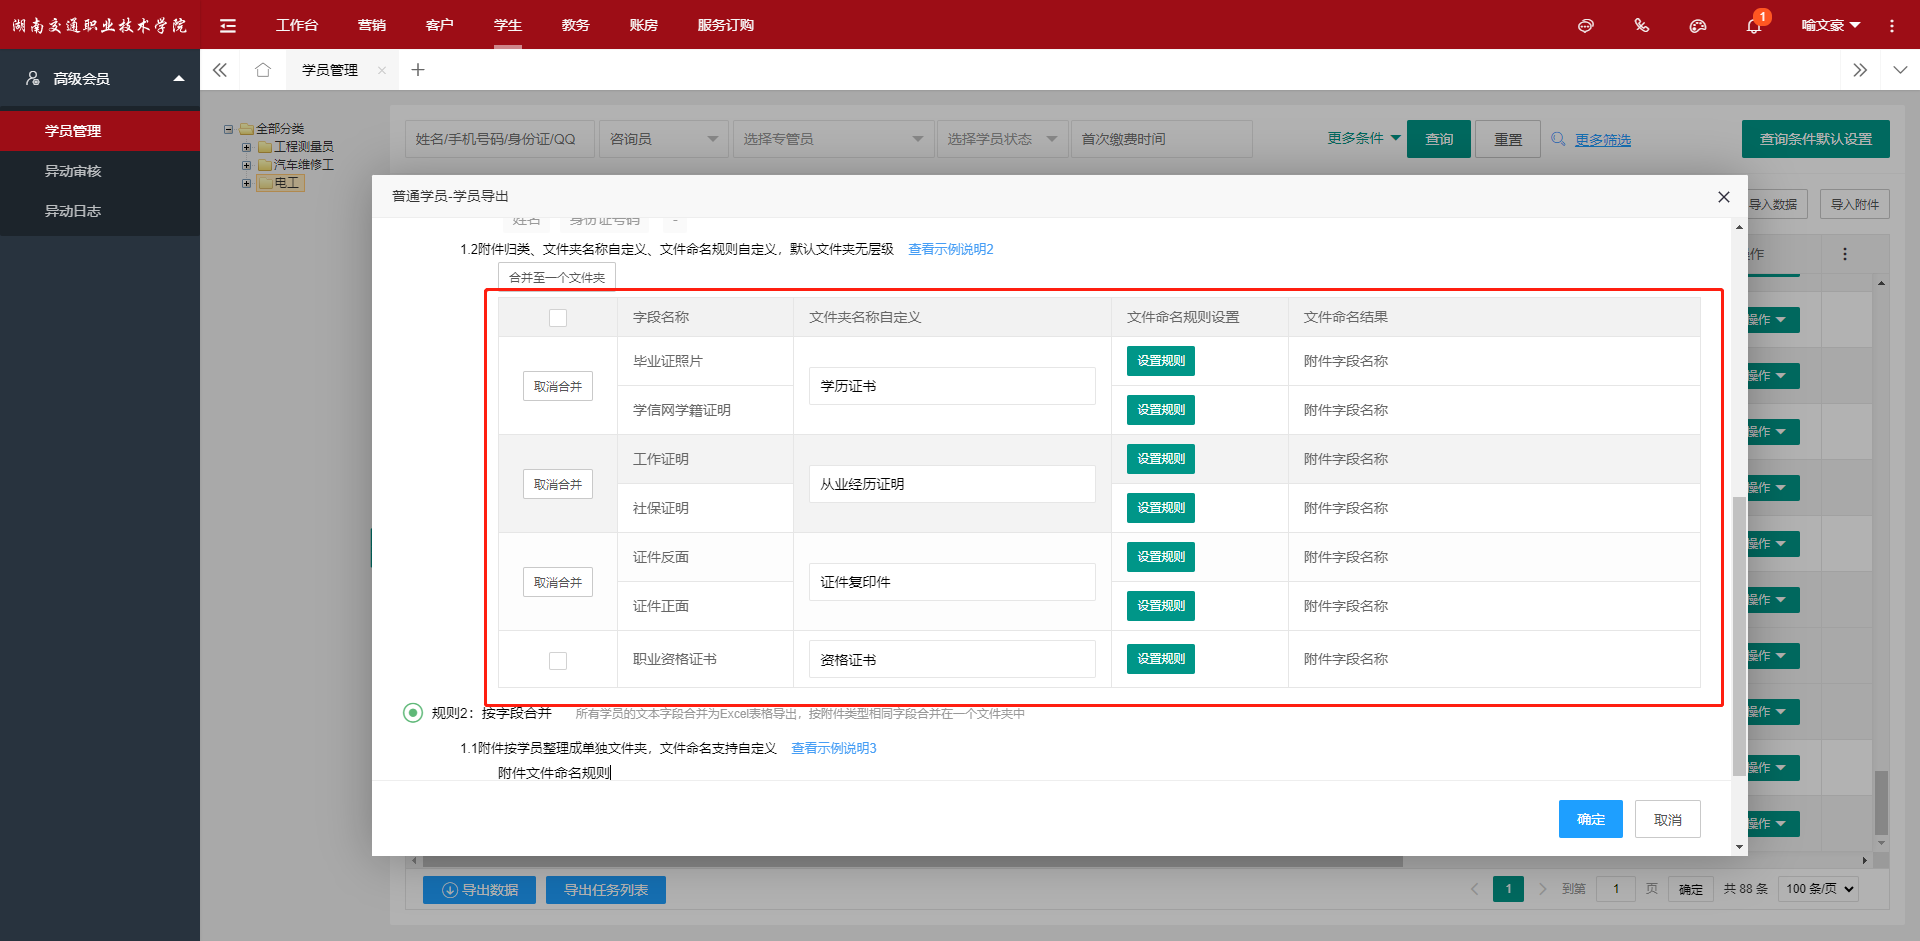 湖南交通职业技术学院
工作台 营销 客户 学生 教务 账房 服务订购
1 喻文豪
高级会员
学员管理
异动审核
异动日志
学员管理
全部分类
工程测量员
汽车维修工
电工
姓名/手机号码/身份证/QQ 咨询员 选择专管员 选择学员状态 首次缴费时间 更多条件 查询 重置 更多筛选 查询条件默认设置
导入数据 导入附件
普通学员-学员导出
姓名 身份证号码 -
1.2附件归类、文件夹名称自定义、文件命名规则自定义，默认文件夹无层级 查看示例说明2
合并至一个文件夹
字段名称 文件夹名称自定义 文件命名规则设置 文件命名结果
取消合并 毕业证照片 学历证书 设置规则 附件字段名称
学信网学籍证明 设置规则 附件字段名称
取消合并 工作证明 从业经历证明 设置规则 附件字段名称
社保证明 设置规则 附件字段名称
取消合并 证件反面 证件复印件 设置规则 附件字段名称
证件正面 设置规则 附件字段名称
职业资格证书 资格证书 设置规则 附件字段名称
规则2：按字段合并 所有学员的文本字段合并为Excel表格导出，按附件类型相同字段合并在一个文件夹中
1.1附件按学员整理成单独文件夹，文件命名支持自定义 查看示例说明3
附件文件命名规则
确定 取消
作
操作
操作
操作
操作
操作
操作
操作
操作
操作
操作
导出数据 导出任务列表
1 到第 1 页 确定 共 88 条 100 条/页